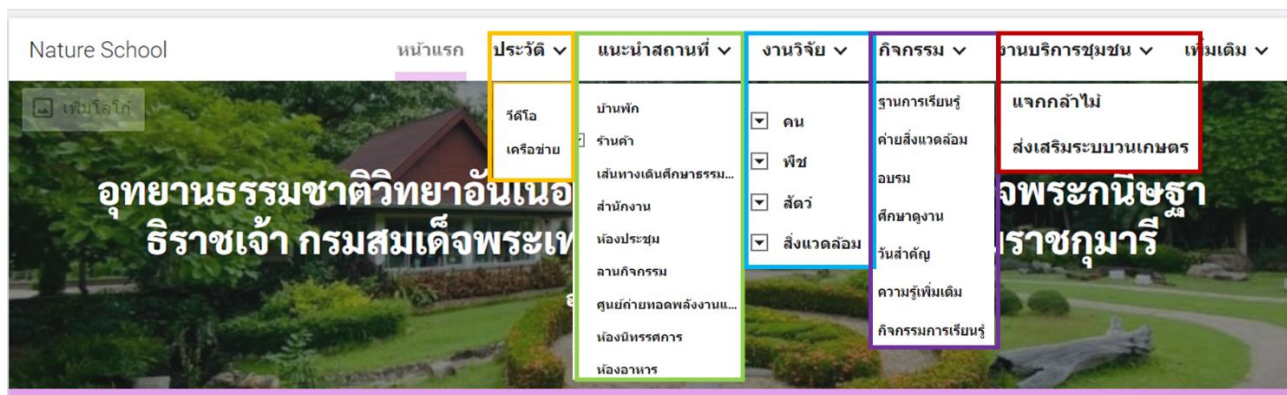 Nature School
หน้าแรก
ประวัติ
แนะนำสถานที่
งานวิจัย
กิจกรรม
งานบริการชุมชน
เพิ่มเติม
เพิ่มโลโก้
วีดีโอ
เครือข่าย
บ้านพัก
ร้านค้า
เส้นทางเดินศึกษาธรรม...
สำนักงาน
ห้องประชุม
ลานกิจกรรม
ศูนย์ถ่ายทอดพลังงานแ...
ห้องนิทรรศการ
ห้องอาหาร
คน
พืช
สัตว์
สิ่งแวดล้อม
ฐานการเรียนรู้
ค่ายสิ่งแวดล้อม
อบรม
ศึกษาดูงาน
วันสำคัญ
ความรู้เพิ่มเติม
กิจกรรมการเรียนรู้
แจกกล้าไม้
ส่งเสริมระบบวนเกษตร
อุทยานธรรมชาติวิทยาอันเนื่อ จพระกนิษฐา
ธิราชเจ้า กรมสมเด็จพระเท ราชกุมารี